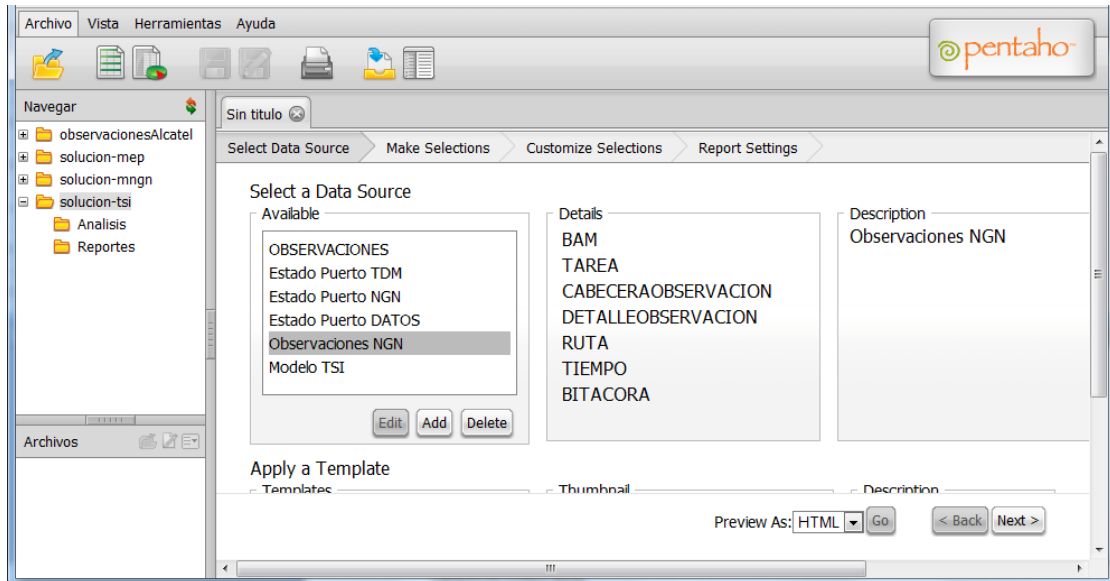 Archivo Vista Herramientas Ayuda
pentaho
Navegar
observacionesAlcatel
solucion-mep
solucion-mngn
solucion-tsi
Analisis
Reportes
Archivos
Sin titulo
Select Data Source Make Selections Customize Selections Report Settings
Select a Data Source
Available
OBSERVACIONES
Estado Puerto TDM
Estado Puerto NGN
Estado Puerto DATOS
Observaciones NGN
Modelo TSI
Edit Add Delete
Details
BAM
TAREA
CABECERAOBSERVACION
DETALLEOBSERVACION
RUTA
TIEMPO
BITACORA
Description
Observaciones NGN
Apply a Template
Templates Thumbnail Description
Preview As: HTML Go < Back Next >